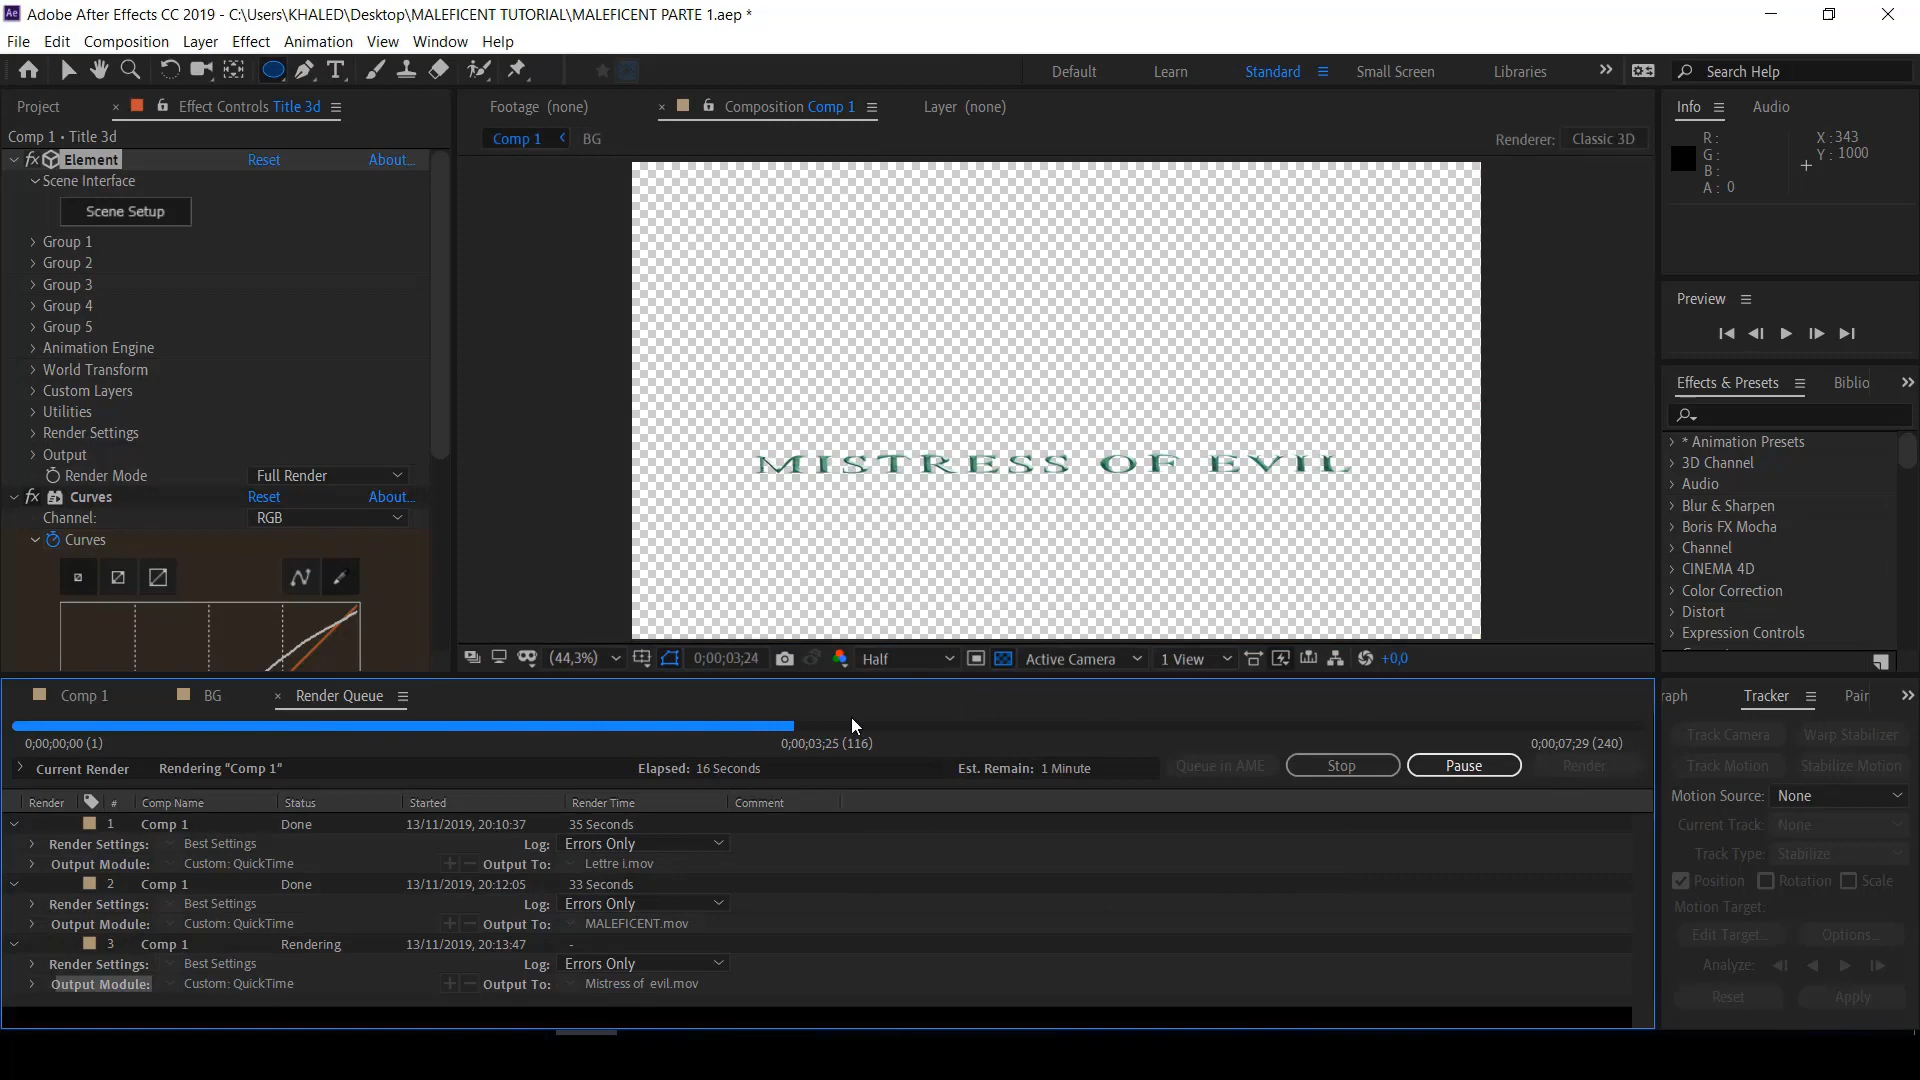 Adobe After Effects CC 2019 - C:\Users\KHALED\Desktop\MALEFICENT TUTORIAL\MALEFICENT PARTE 1.aep *
File Edit Composition Layer Effect Animation View Window Help
Default Learn Standard Small Screen Libraries Search Help
Project Effect Controls Title 3d
Footage (none) Composition Comp 1 Layer (none)
Info Audio
Comp 1 • Title 3d
Comp 1 BG Renderer: Classic 3D
R :
G :
B :
A : 0
X : 343
Y : 1000
fx Element Reset About...
Scene Interface
Scene Setup
Group 1
Group 2
Group 3
Group 4
Group 5
Animation Engine
World Transform
Custom Layers
Utilities
Render Settings
Output
Render Mode Full Render
fx Curves Reset About...
Channel: RGB
Curves
MISTRESS OF EVIL
(44,3%) 0;00;03;24 Half Active Camera 1 View +0,0
Preview
Effects & Presets Biblio
* Animation Presets
3D Channel
Audio
Blur & Sharpen
Boris FX Mocha
Channel
CINEMA 4D
Color Correction
Distort
Expression Controls
Comp 1 BG Render Queue
0;00;00;00 (1) 0;00;03;25 (116) 0;00;07;29 (240)
Current Render Rendering "Comp 1" Elapsed: 16 Seconds Est. Remain: 1 Minute Queue in AME Stop Pause Render
Render # Comp Name Status Started Render Time Comment
1 Comp 1 Done 13/11/2019, 20:10:37 35 Seconds
Render Settings: Best Settings Log: Errors Only
Output Module: Custom: QuickTime Output To: Lettre i.mov
2 Comp 1 Done 13/11/2019, 20:12:05 33 Seconds
Render Settings: Best Settings Log: Errors Only
Output Module: Custom: QuickTime Output To: MALEFICENT.mov
3 Comp 1 Rendering 13/11/2019, 20:13:47 -
Render Settings: Best Settings Log: Errors Only
Output Module: Custom: QuickTime Output To: Mistress of evil.mov
raph Tracker Pair
Track Camera Warp Stabilizer
Track Motion Stabilize Motion
Motion Source: None
Current Track: None
Track Type: Stabilize
Position Rotation Scale
Motion Target:
Edit Target... Options...
Analyze:
Reset Apply